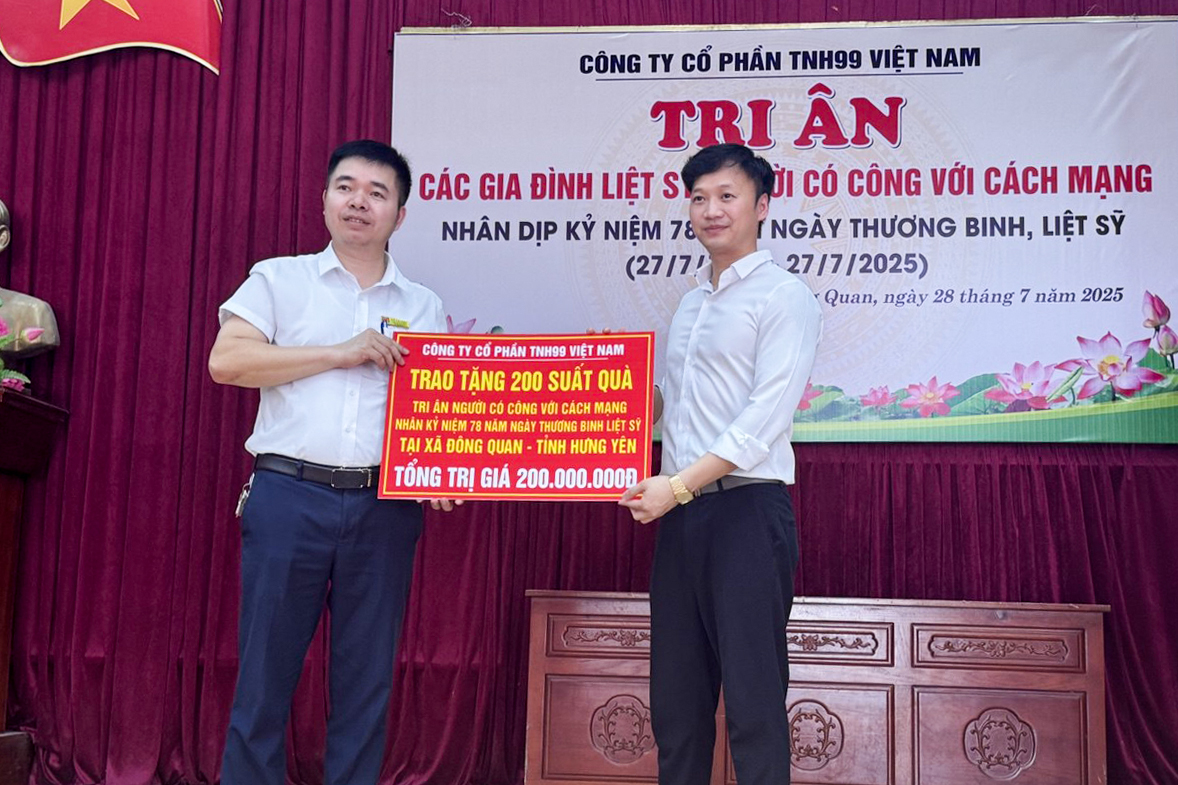 CÔNG TY CỔ PHẦN TNH99 VIỆT NAM
TRI ÂN
CÁC GIA ĐÌNH LIỆT CÓ CÔNG VỚI CÁCH MẠNG
NHÂN DỊP KỶ NIỆM 78 NGÀY THƯƠNG BINH, LIỆT SỸ
(27/7/ 27/7/2025)
Quan, ngày 28 tháng 7 năm 2025
CÔNG TY CỔ PHẦN TNH99 VIỆT NAM
TRAO TẶNG 200 SUẤT QUÀ
TRI ÂN NGƯỜI CÓ CÔNG VỚI CÁCH MẠNG
NHÂN KỶ NIỆM 78 NĂM NGÀY THƯƠNG BINH LIỆT SỸ
TẠI XÃ ĐÔNG QUAN - TỈNH HƯNG YÊN
TỔNG TRỊ GIÁ 200.000.000Đ